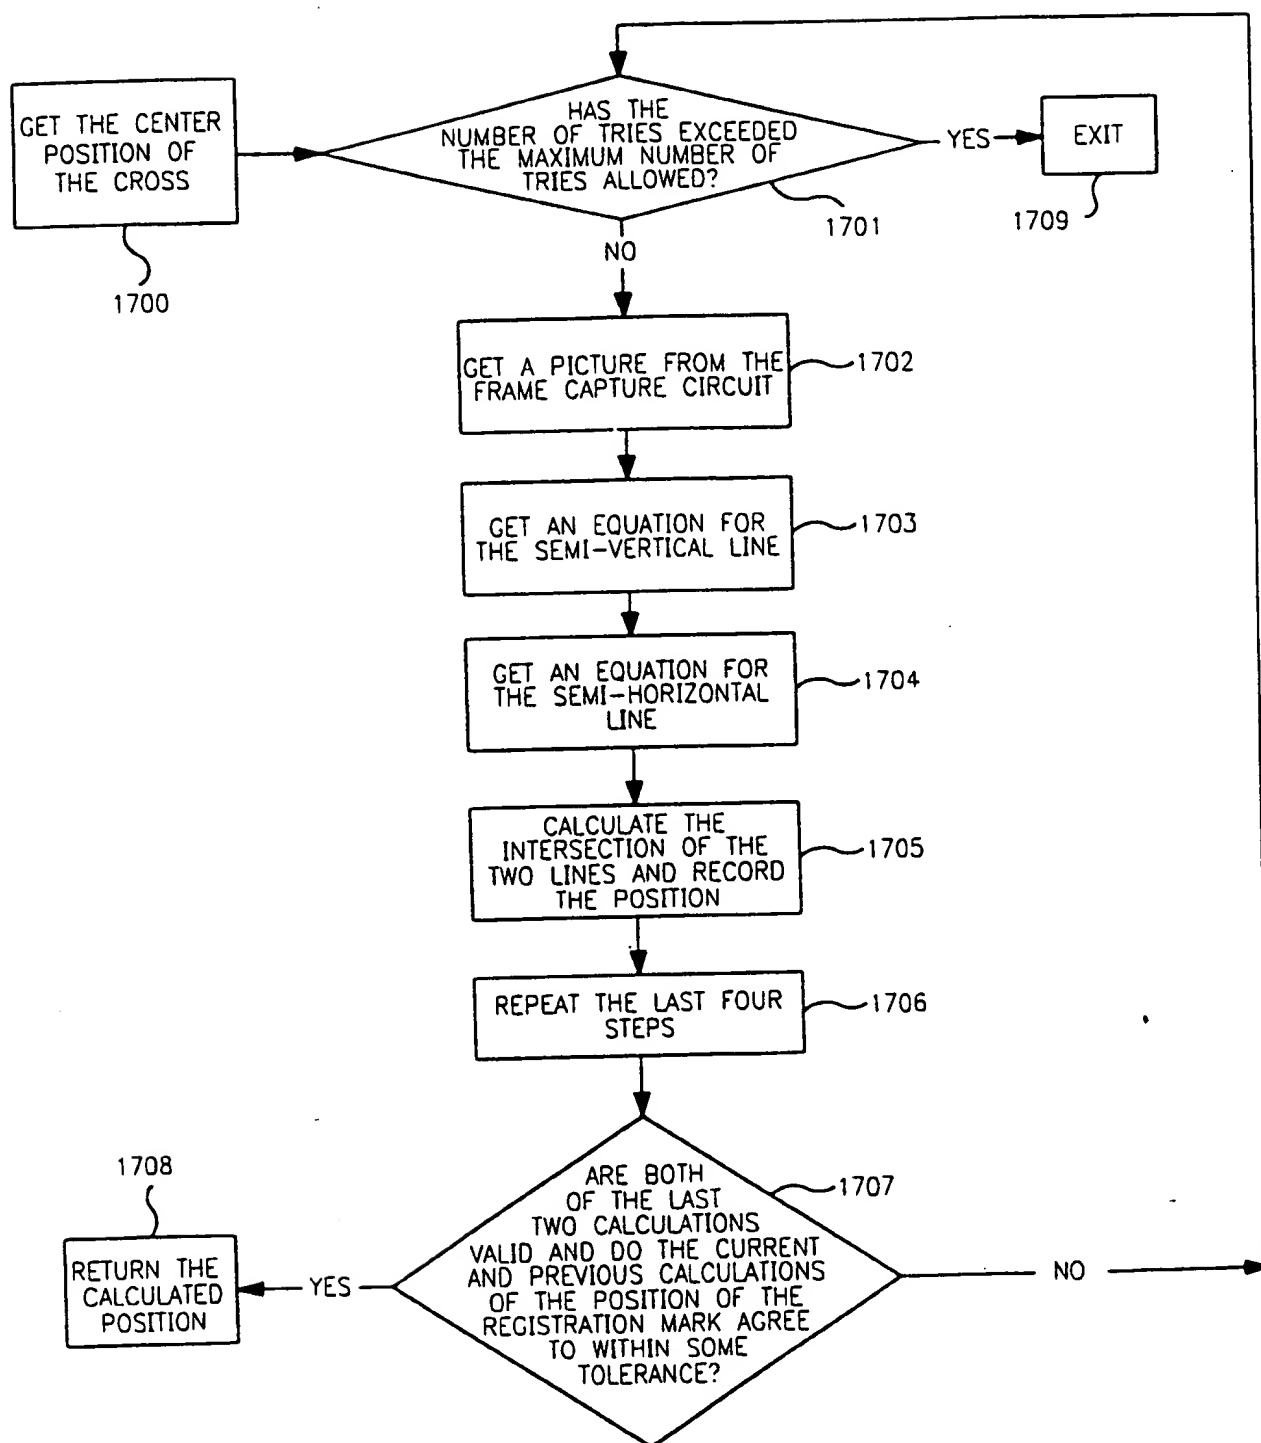 GET THE CENTER
POSITION OF
THE CROSS
1700
HAS THE
NUMBER OF TRIES EXCEEDED
THE MAXIMUM NUMBER OF
TRIES ALLOWED?
1701
YES
EXIT
1709
NO
GET A PICTURE FROM THE
FRAME CAPTURE CIRCUIT
1702
GET AN EQUATION FOR
THE SEMI-VERTICAL LINE
1703
GET AN EQUATION FOR
THE SEMI-HORIZONTAL
LINE
1704
CALCULATE THE
INTERSECTION OF THE
TWO LINES AND RECORD
THE POSITION
1705
REPEAT THE LAST FOUR
STEPS
1706
ARE BOTH
OF THE LAST
TWO CALCULATIONS
VALID AND DO THE CURRENT
AND PREVIOUS CALCULATIONS
OF THE POSITION OF THE
REGISTRATION MARK AGREE
TO WITHIN SOME
TOLERANCE?
1707
YES
1708
RETURN THE
CALCULATED
POSITION
NO